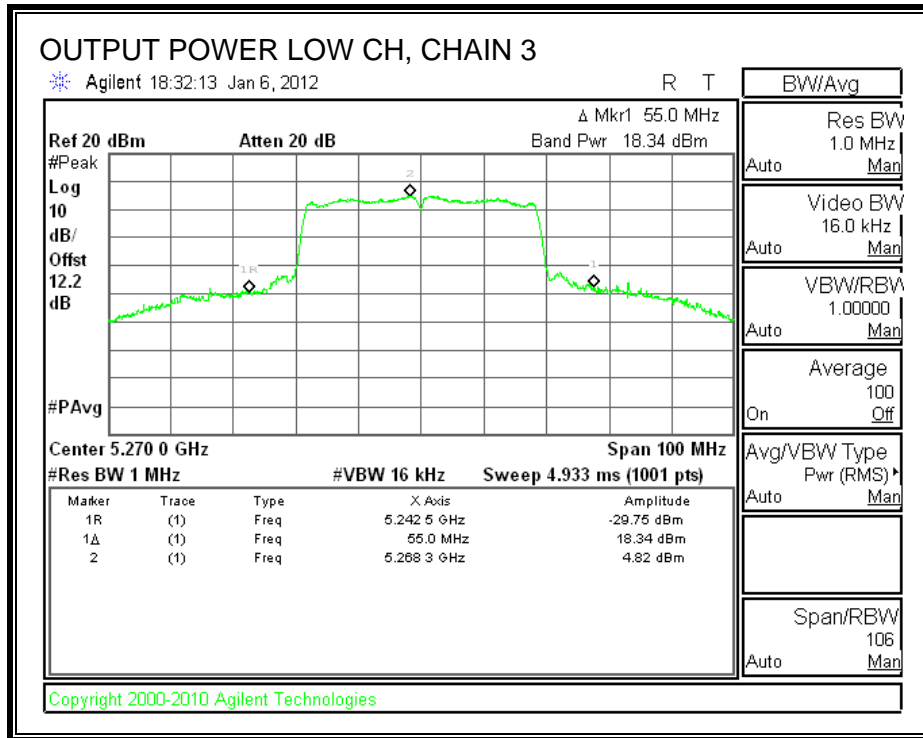 OUTPUT POWER LOW CH, CHAIN 3
Agilent 18:32:13 Jan 6, 2012 R T
Δ Mkr1 55.0 MHz
Ref 20 dBm Atten 20 dB Band Pwr 18.34 dBm
#Peak
Log
10
dB/
Offst
12.2
dB
#PAvg
2
1R
1
Center 5.270 0 GHz Span 100 MHz
#Res BW 1 MHz #VBW 16 kHz Sweep 4.933 ms (1001 pts)
Marker Trace Type X Axis Amplitude
1R (1) Freq 5.242 5 GHz -29.75 dBm
1Δ (1) Freq 55.0 MHz 18.34 dBm
2 (1) Freq 5.268 3 GHz 4.82 dBm
BW/Avg
Res BW
1.0 MHz
Auto Man
Video BW
16.0 kHz
Auto Man
VBW/RBW
1.00000
Auto Man
Average
100
On Off
Avg/VBW Type
Pwr (RMS)
Auto Man
Span/RBW
106
Auto Man
Copyright 2000-2010 Agilent Technologies